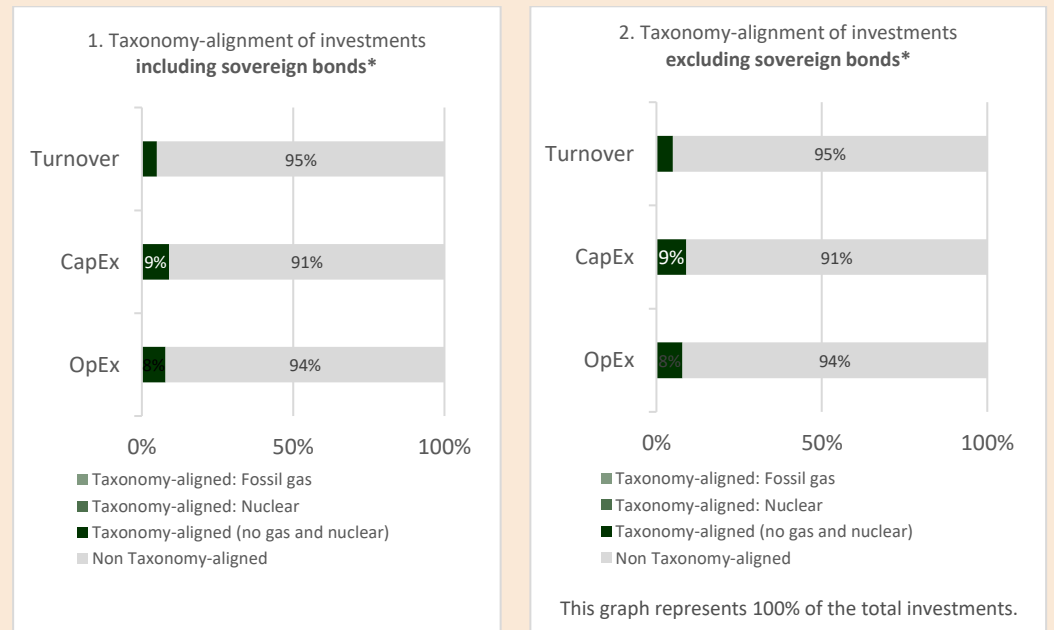 1. Taxonomy-alignment of investments
including sovereign bonds*
Turnover
95%
CapEx
9%
91%
OpEx
8%
94%
0%
50%
100%
Taxonomy-aligned: Fossil gas
Taxonomy-aligned: Nuclear
Taxonomy-aligned (no gas and nuclear)
Non Taxonomy-aligned
2. Taxonomy-alignment of investments
excluding sovereign bonds*
Turnover
95%
CapEx
9%
91%
OpEx
8%
94%
0%
50%
100%
Taxonomy-aligned: Fossil gas
Taxonomy-aligned: Nuclear
Taxonomy-aligned (no gas and nuclear)
Non Taxonomy-aligned
This graph represents 100% of the total investments.